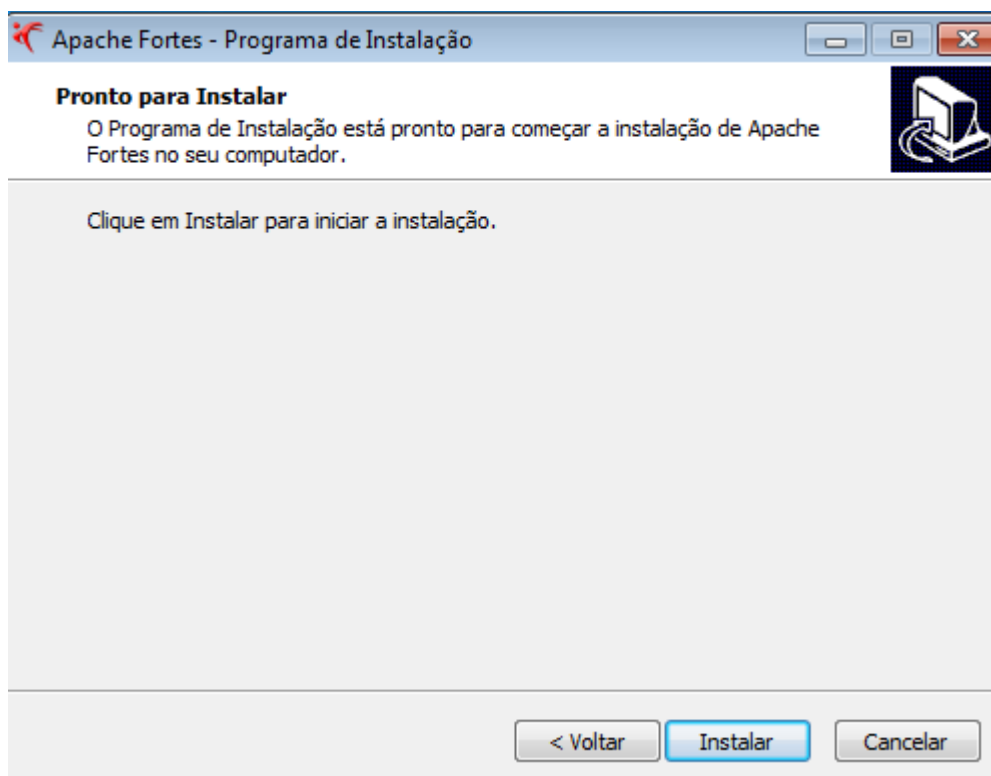 Apache Fortes - Programa de Instalação
Pronto para Instalar
O Programa de Instalação está pronto para começar a instalação de Apache
Fortes no seu computador.
Clique em Instalar para iniciar a instalação.
< Voltar
Instalar
Cancelar